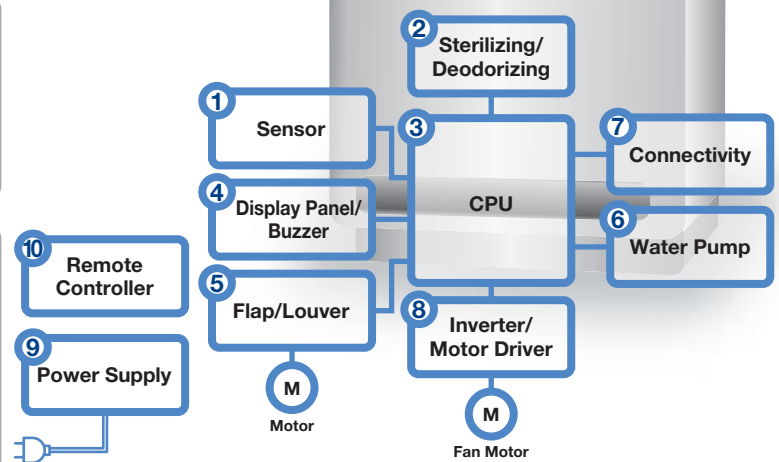 2
Sterilizing/
Deodorizing
1
Sensor
3
CPU
7
Connectivity
4
Display Panel/
Buzzer
6
Water Pump
10
Remote
Controller
5
Flap/Louver
8
Inverter/
Motor Driver
9
Power Supply
M
Motor
M
Fan Motor